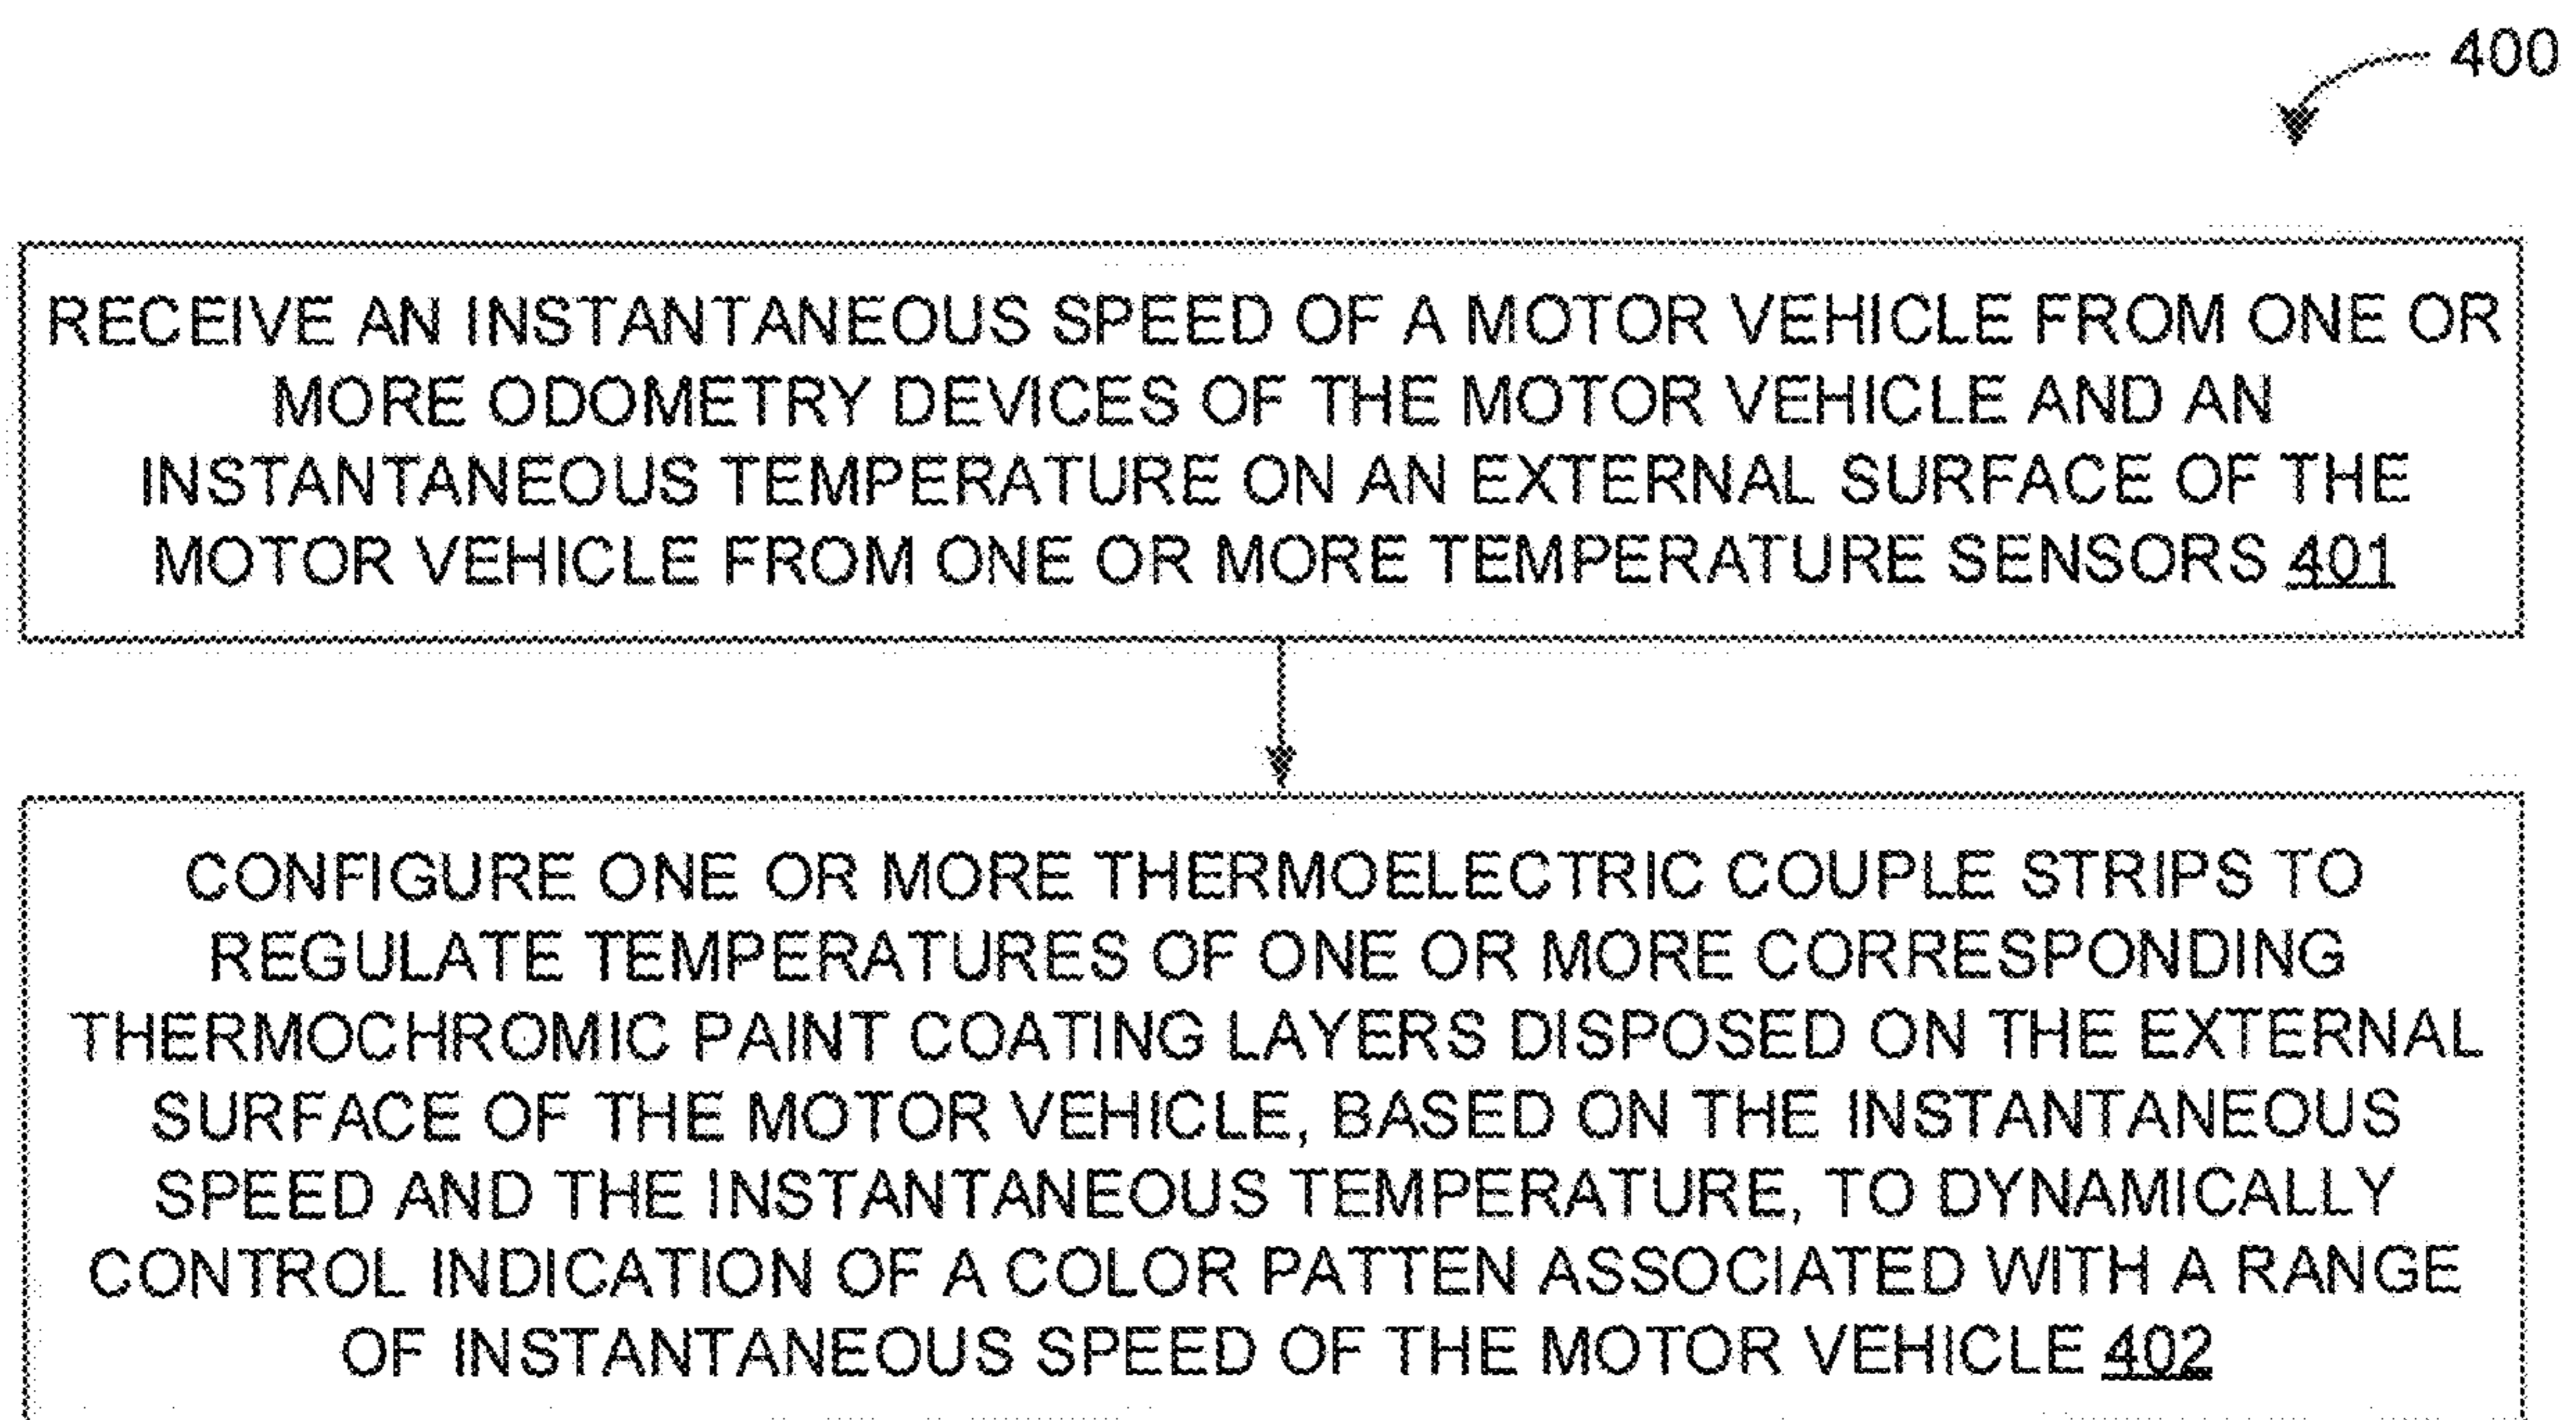 400
RECEIVE AN INSTANTANEOUS SPEED OF A MOTOR VEHICLE FROM ONE OR
MORE ODOMETRY DEVICES OF THE MOTOR VEHICLE AND AN
INSTANTANEOUS TEMPERATURE ON AN EXTERNAL SURFACE OF THE
MOTOR VEHICLE FROM ONE OR MORE TEMPERATURE SENSORS 401
CONFIGURE ONE OR MORE THERMOELECTRIC COUPLE STRIPS TO
REGULATE TEMPERATURES OF ONE OR MORE CORRESPONDING
THERMOCHROMIC PAINT COATING LAYERS DISPOSED ON THE EXTERNAL
SURFACE OF THE MOTOR VEHICLE, BASED ON THE INSTANTANEOUS
SPEED AND THE INSTANTANEOUS TEMPERATURE, TO DYNAMICALLY
CONTROL INDICATION OF A COLOR PATTEN ASSOCIATED WITH A RANGE
OF INSTANTANEOUS SPEED OF THE MOTOR VEHICLE 402